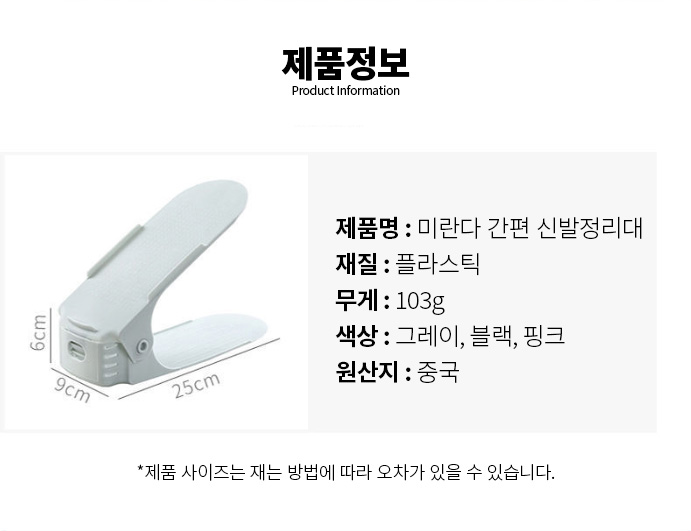 제품정보
Product Information
6cm
9cm
25cm
제품명 : 미란다 간편 신발정리대
재질 : 플라스틱
무게 : 103g
색상 : 그레이, 블랙, 핑크
원산지 : 중국
*제품 사이즈는 재는 방법에 따라 오차가 있을 수 있습니다.